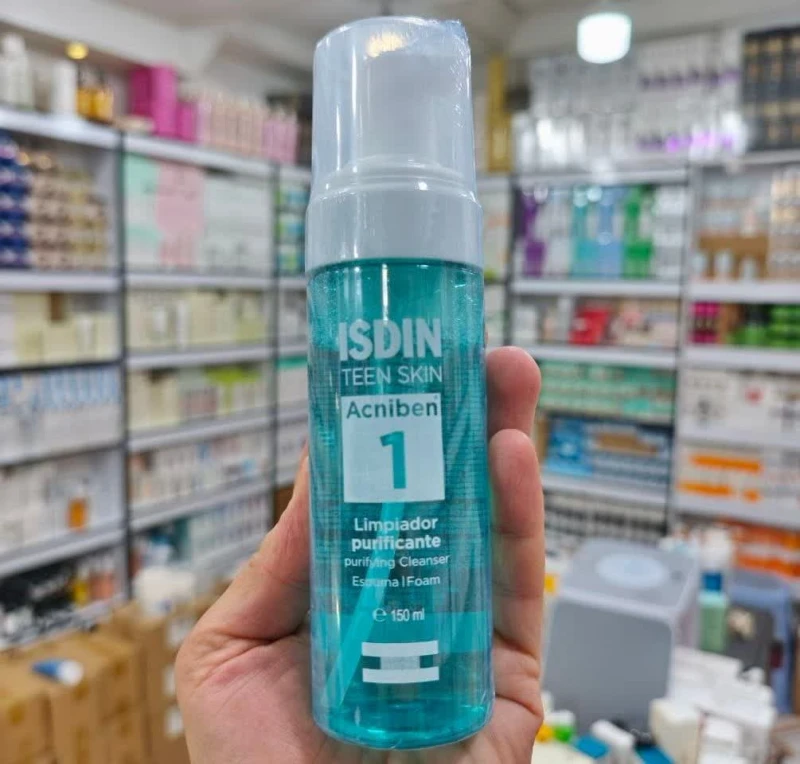 ISDIN
TEEN SKIN
Acniben
1
Limpiador
purificante
purifying Cleanser
Espuma | Foam
℮ 150 ml